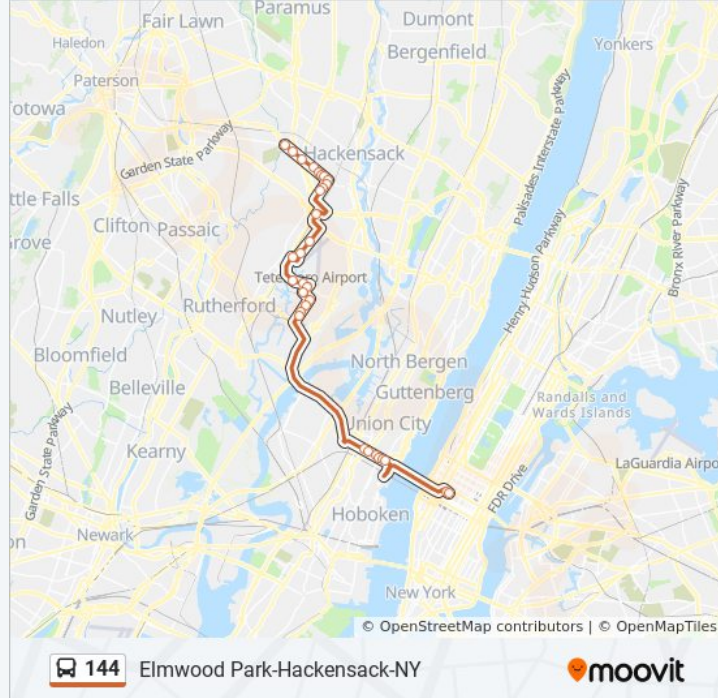 Paramus
Dumont
Fair Lawn
Haledon
Bergenfield
Yonkers
Paterson
Totowa
Garden State Parkway
Hackensack
Palisades Interstate Parkway
ttle Falls
Clifton
Passaic
Grove
Henry Hudson Parkway
Bronx River Parkway
Airport
Rutherford
Nutley
Bloomfield
North Bergen
Belleville
Guttenberg
Randalls and
Wards Islands
Union City
Garden State Parkway
Kearny
LaGuardia Airpo
FDR Drive
Hoboken
Newark
on
New York
© OpenStreetMap contributors | © OpenMapTiles
144 Elmwood Park-Hackensack-NY
moovit